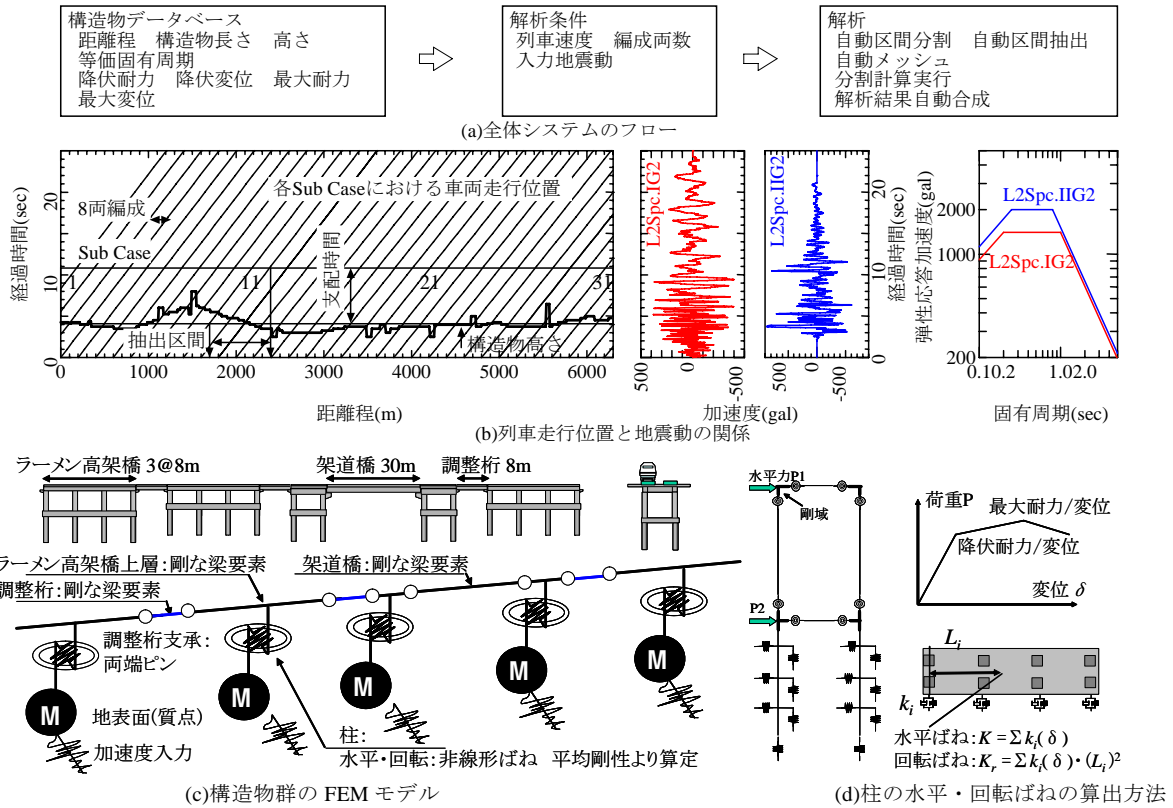 構造物データベース
距離程 構造物長さ 高さ
等価固有周期
降伏耐力 降伏変位 最大耐力
最大変位
解析条件
列車速度 編成両数
入力地震動
解析
自動区間分割 自動区間抽出
自動メッシュ
分割計算実行
解析結果自動合成
(a)全体システムのフロー
経過時間(sec)
20
10
0
各Sub Caseにおける車両走行位置
8両編成
Sub Case
1
11
21
31
支配時間
抽出区間
構造物高さ
0
1000
2000
3000
4000
5000
6000
距離程(m)
L2Spc.IG2
500
0
-500
L2Spc.IIG2
500
0
-500
加速度(gal)
20
10
0
経過時間(sec)
弾性応答加速度(gal)
2000
1000
200
L2Spc.IIG2
L2Spc.IG2
0.10.2
1.02.0
固有周期(sec)
(b)列車走行位置と地震動の関係
ラーメン高架橋 3@8m
架道橋 30m
調整桁 8m
ラーメン高架橋上層:剛な梁要素
架道橋:剛な梁要素
調整桁:剛な梁要素
調整桁支承:
両端ピン
M
M
M
M
M
地表面(質点)
加速度入力
柱:
水平・回転:非線形ばね 平均剛性より算定
(c)構造物群の FEM モデル
水平力P1
剛域
P2
荷重P
最大耐力/変位
降伏耐力/変位
変位 δ
L_i
k_i
水平ばね:K = Σ k_i( δ )
回転ばね:K_r = Σ k_i( δ )・(L_i)²
(d)柱の水平・回転ばねの算出方法